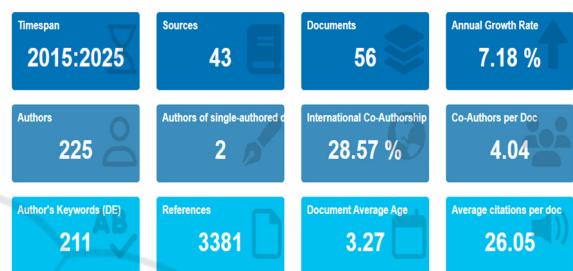 Timespan
2015:2025
Sources
43
Documents
56
Annual Growth Rate
7.18 %
Authors
225
Authors of single-authored
2
International Co-Authorship
28.57 %
Co-Authors per Doc
4.04
Author's Keywords (DE)
211
References
3381
Document Average Age
3.27
Average citations per doc
26.05